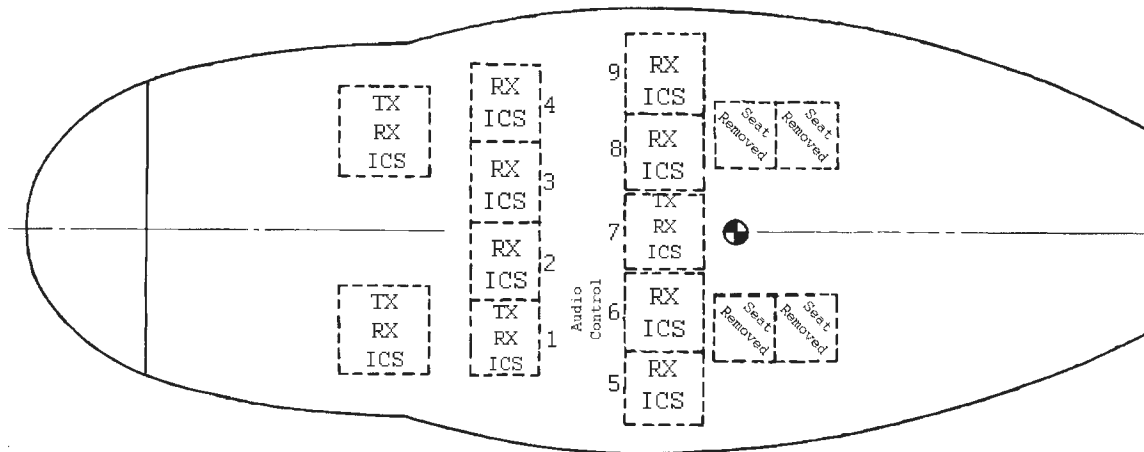 TX
RX
ICS
TX
RX
ICS
RX
ICS
4
RX
ICS
3
RX
ICS
2
TX
RX
ICS
1
Audio
Control
9
RX
ICS
8
RX
ICS
7
TX
RX
ICS
6
RX
ICS
5
RX
ICS
Seat
Removed
Seat
Removed
Seat
Removed
Seat
Removed